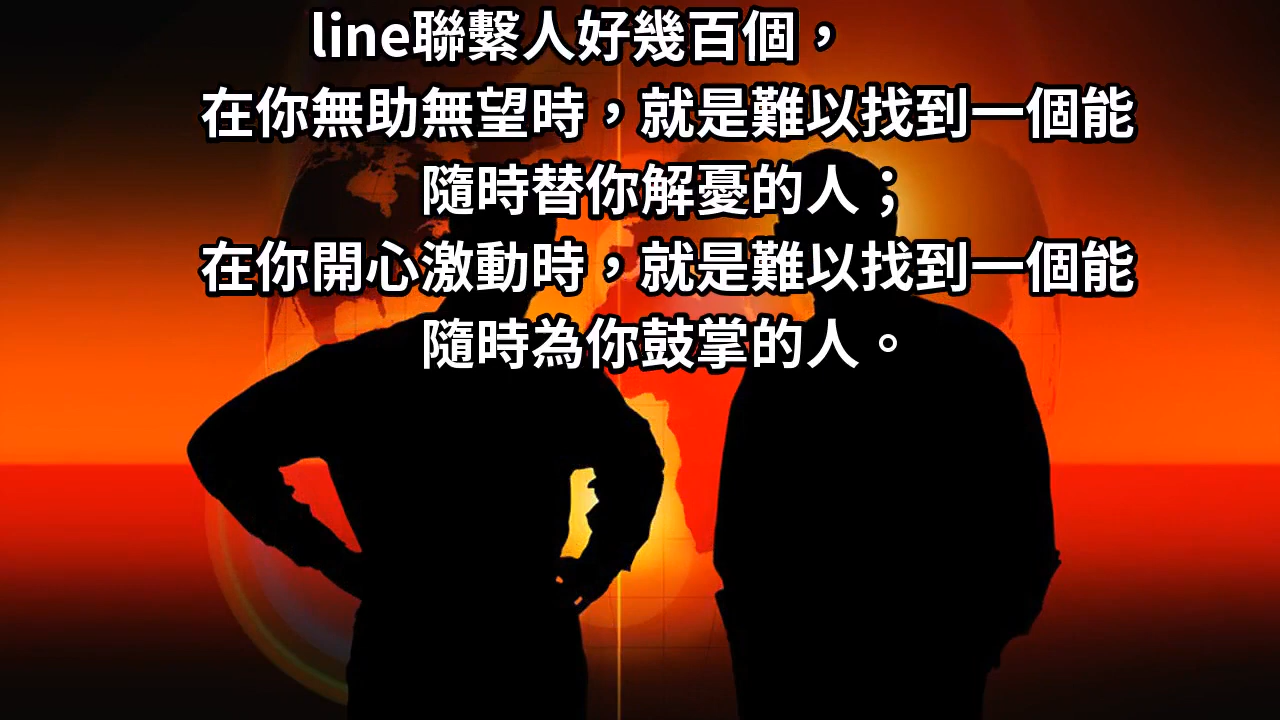 line聯繫人好幾百個，
在你無助無望時，就是難以找到一個能
隨時替你解憂的人；
在你開心激動時，就是難以找到一個能
隨時為你鼓掌的人。